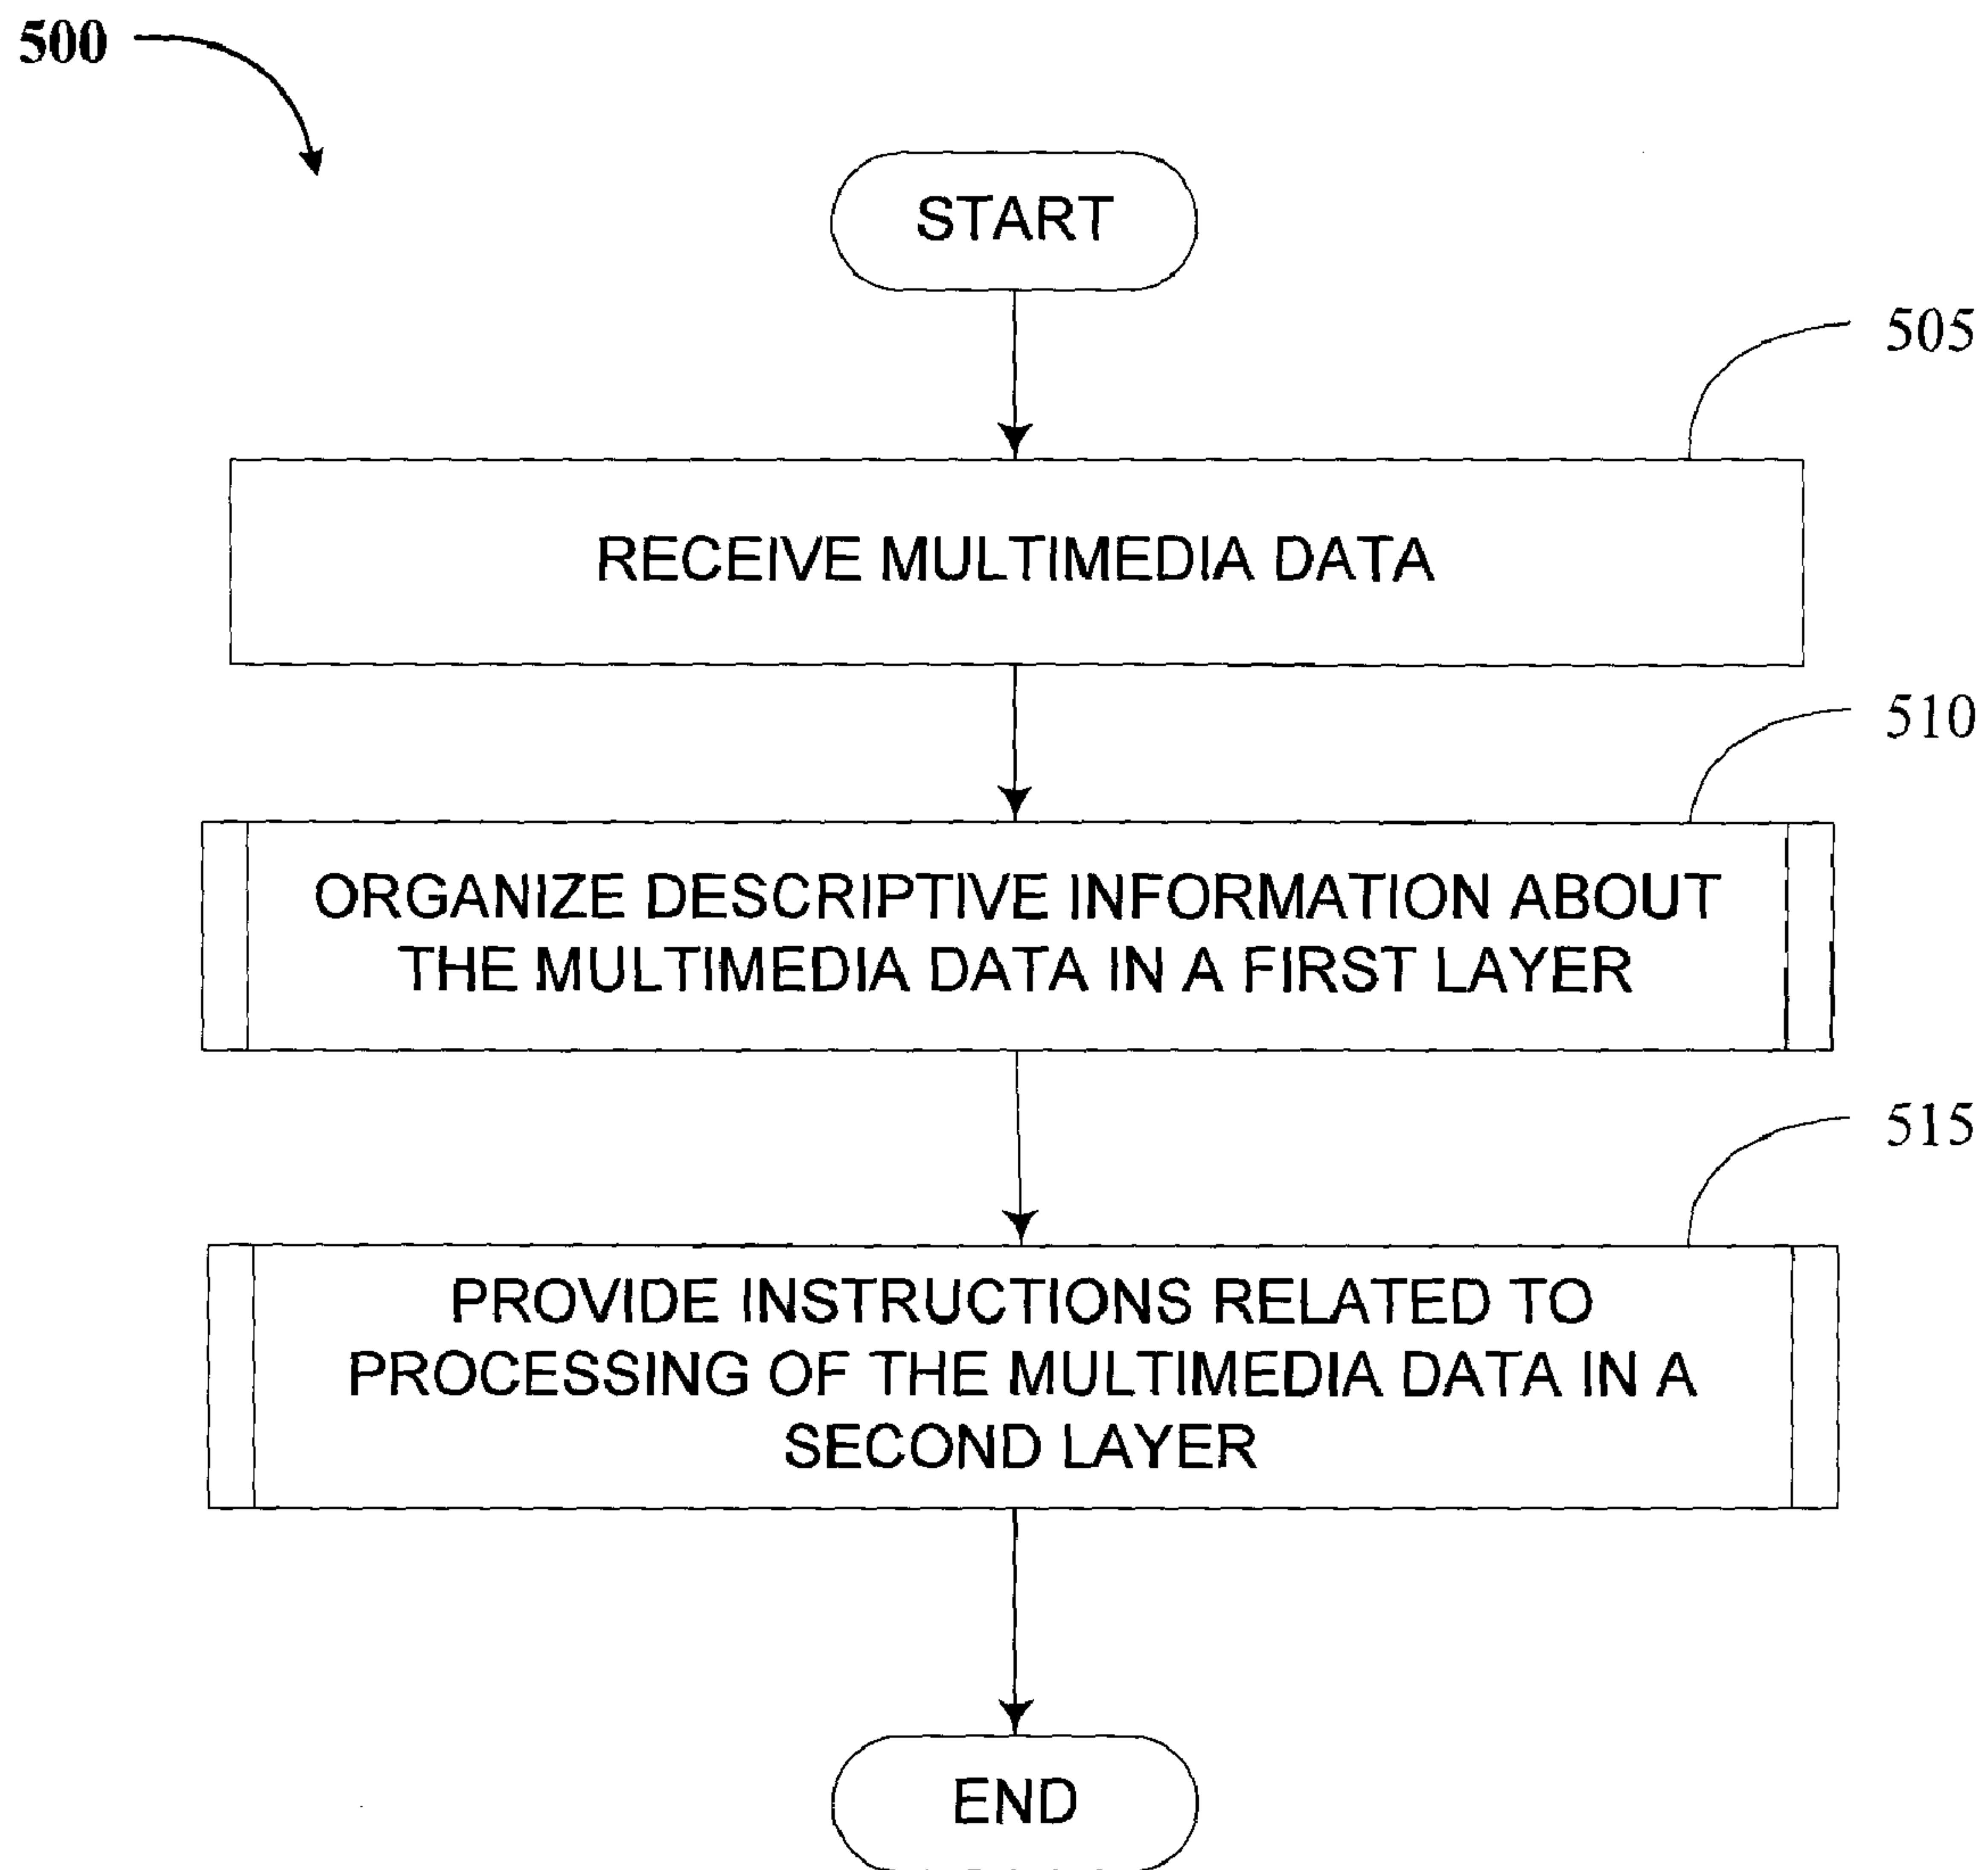 500
START
505
RECEIVE MULTIMEDIA DATA
510
ORGANIZE DESCRIPTIVE INFORMATION ABOUT
THE MULTIMEDIA DATA IN A FIRST LAYER
515
PROVIDE INSTRUCTIONS RELATED TO
PROCESSING OF THE MULTIMEDIA DATA IN A
SECOND LAYER
END